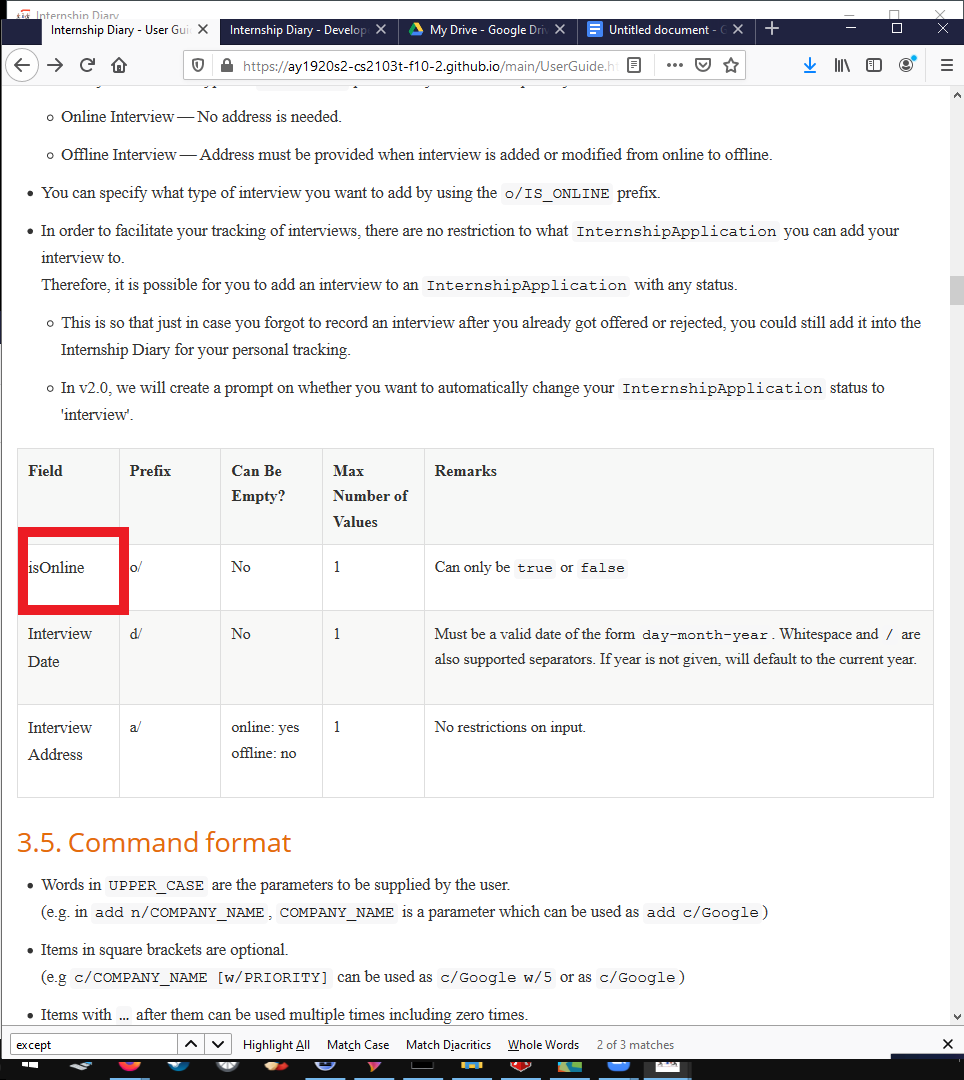 Internship Diary
Internship Diary - User Gui
Internship Diary - Develop
My Drive - Google Dri
Untitled document - G
https://ay1920s2-cs2103t-f10-2.github.io/main/UserGuide.h
Online Interview — No address is needed.
Offline Interview — Address must be provided when interview is added or modified from online to offline.
You can specify what type of interview you want to add by using the o/IS_ONLINE prefix.
In order to facilitate your tracking of interviews, there are no restriction to what InternshipApplication you can add your
interview to.
Therefore, it is possible for you to add an interview to an InternshipApplication with any status.
This is so that just in case you forgot to record an interview after you already got offered or rejected, you could still add it into the
Internship Diary for your personal tracking.
In v2.0, we will create a prompt on whether you want to automatically change your InternshipApplication status to
'interview'.
Field Prefix Can Be Empty? Max Number of Values Remarks
isOnline o/ No 1 Can only be true or false
Interview Date d/ No 1 Must be a valid date of the form day-month-year. Whitespace and / are
also supported separators. If year is not given, will default to the current year.
Interview Address a/ online: yes offline: no 1 No restrictions on input.
3.5. Command format
Words in UPPER_CASE are the parameters to be supplied by the user.
(e.g. in add n/COMPANY_NAME, COMPANY_NAME is a parameter which can be used as add c/Google)
Items in square brackets are optional.
(e.g c/COMPANY_NAME [w/PRIORITY] can be used as c/Google w/5 or as c/Google)
Items with … after them can be used multiple times including zero times.
except Highlight All Match Case Match Diacritics Whole Words 2 of 3 matches